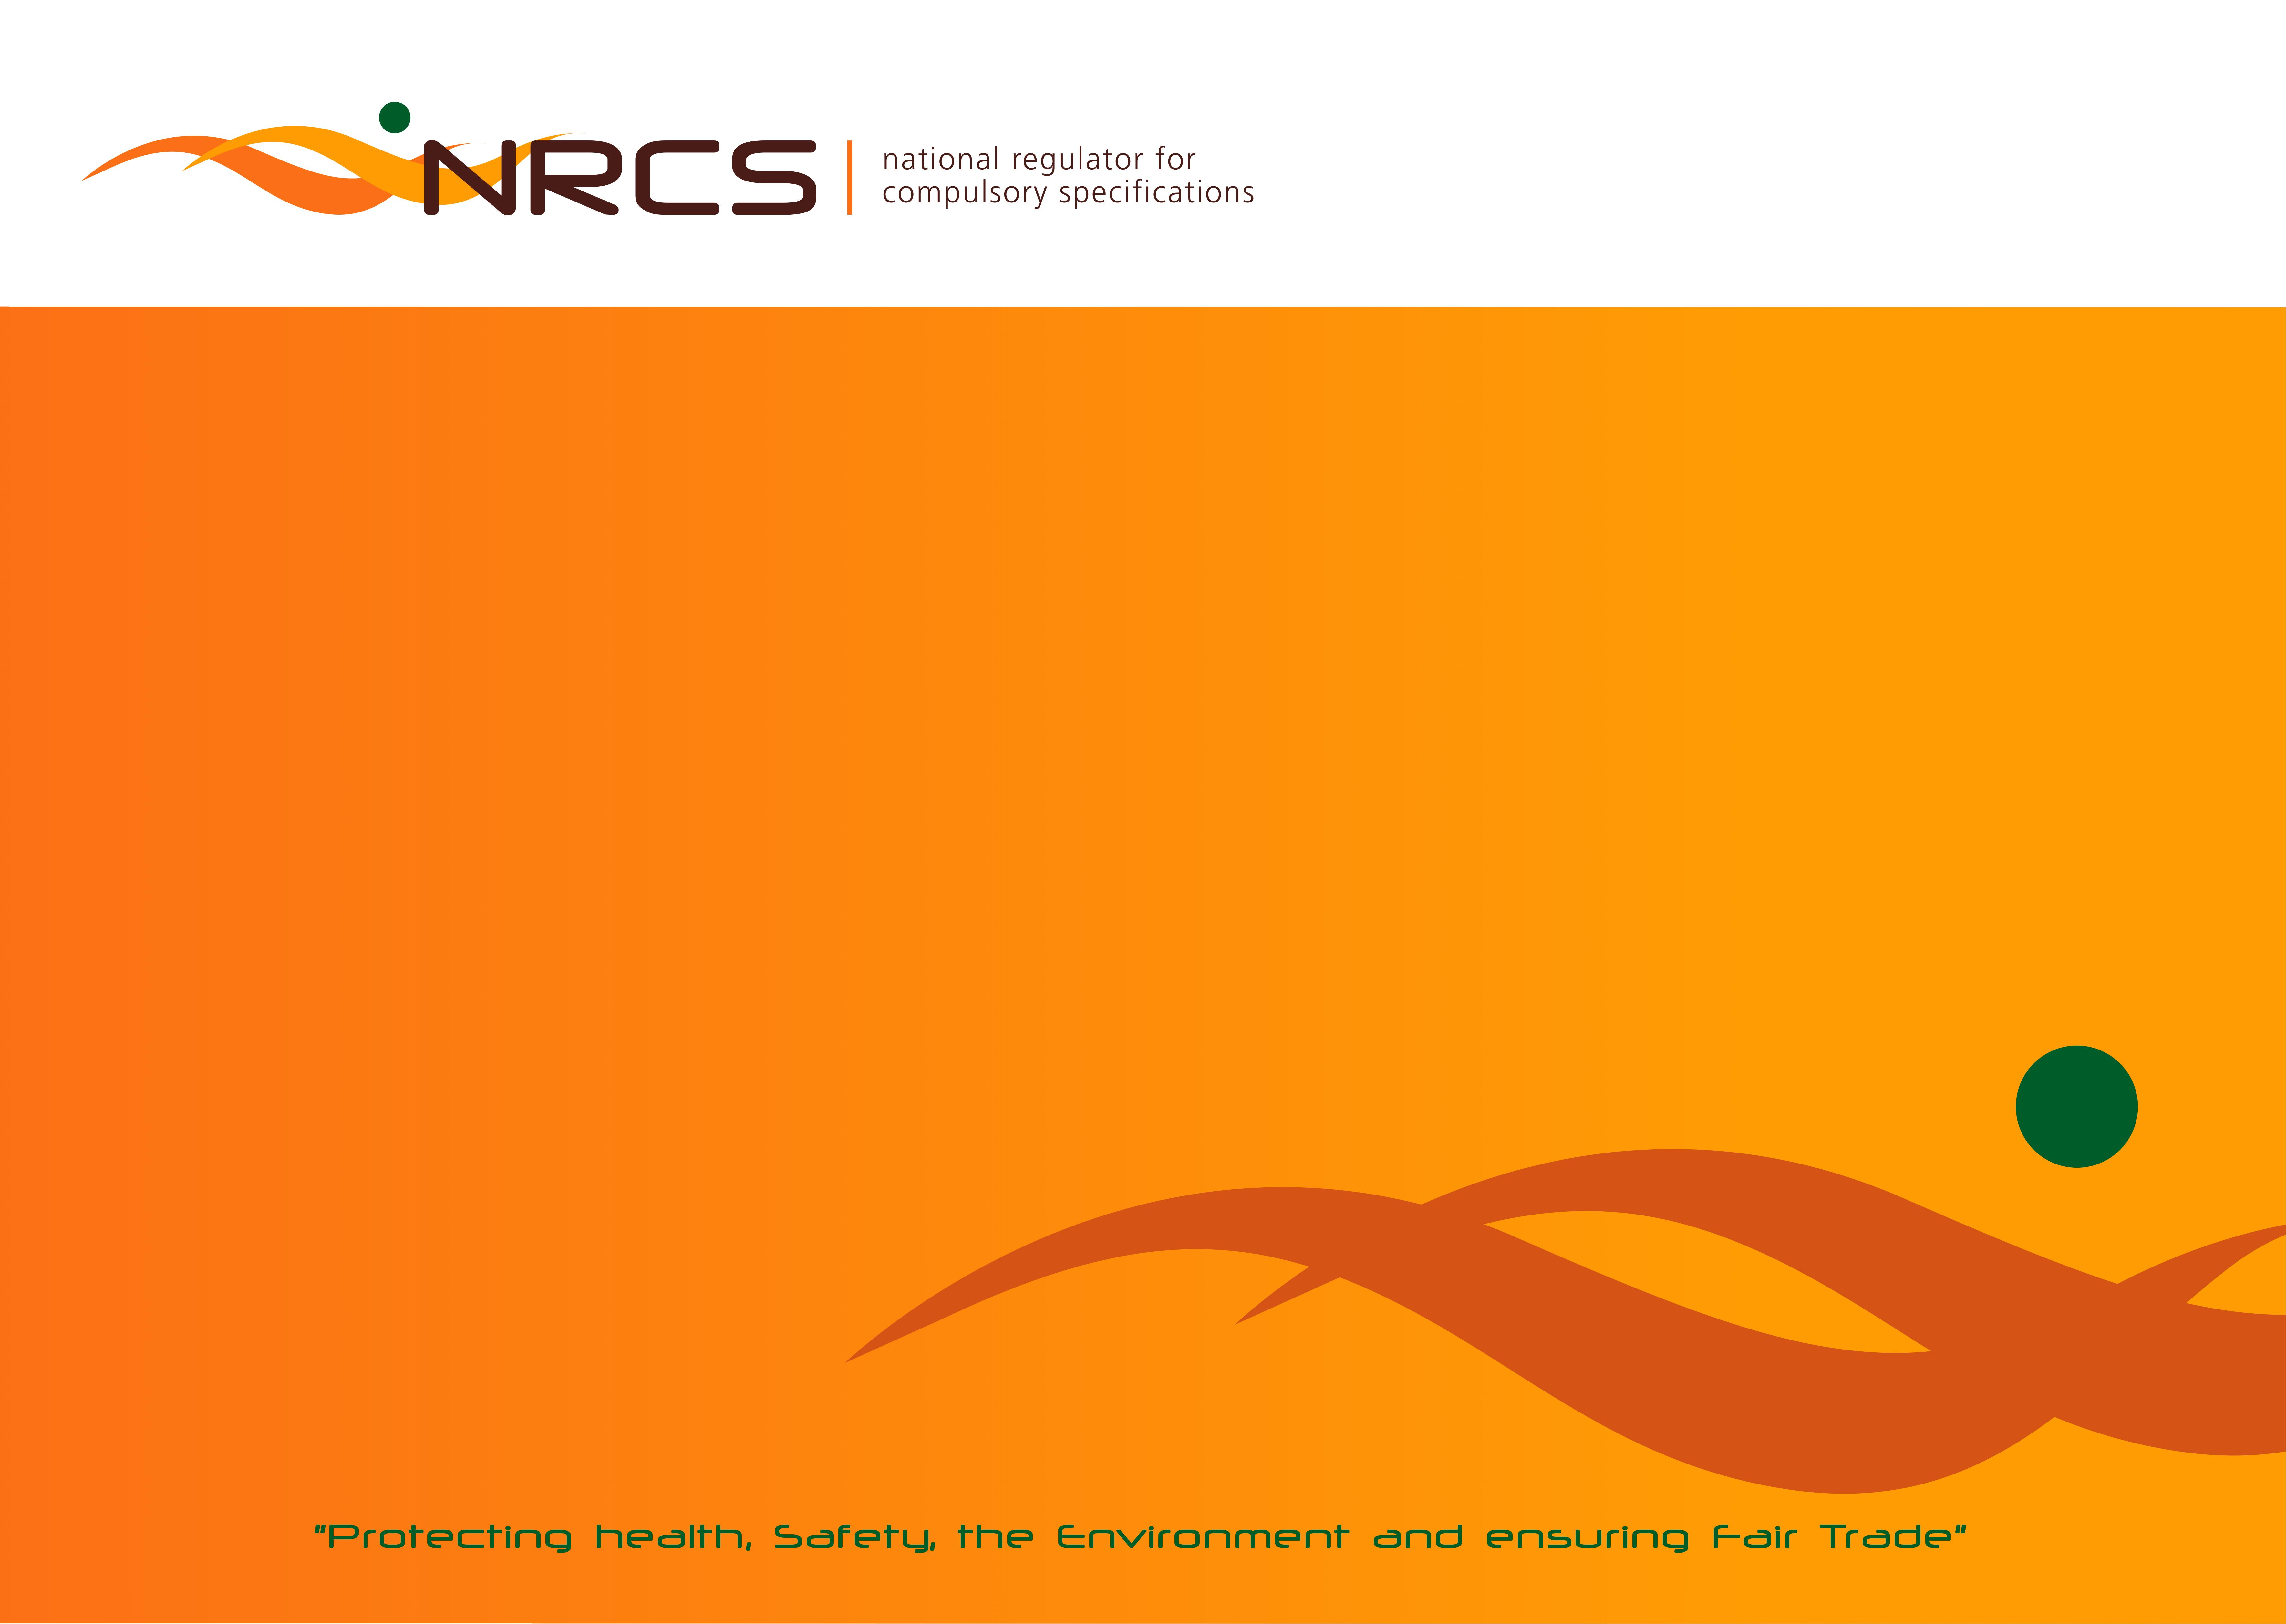 NRCS
national regulator for
compulsory specifications
"Protecting health, Safety, the Environment and ensuring Fair Trade"